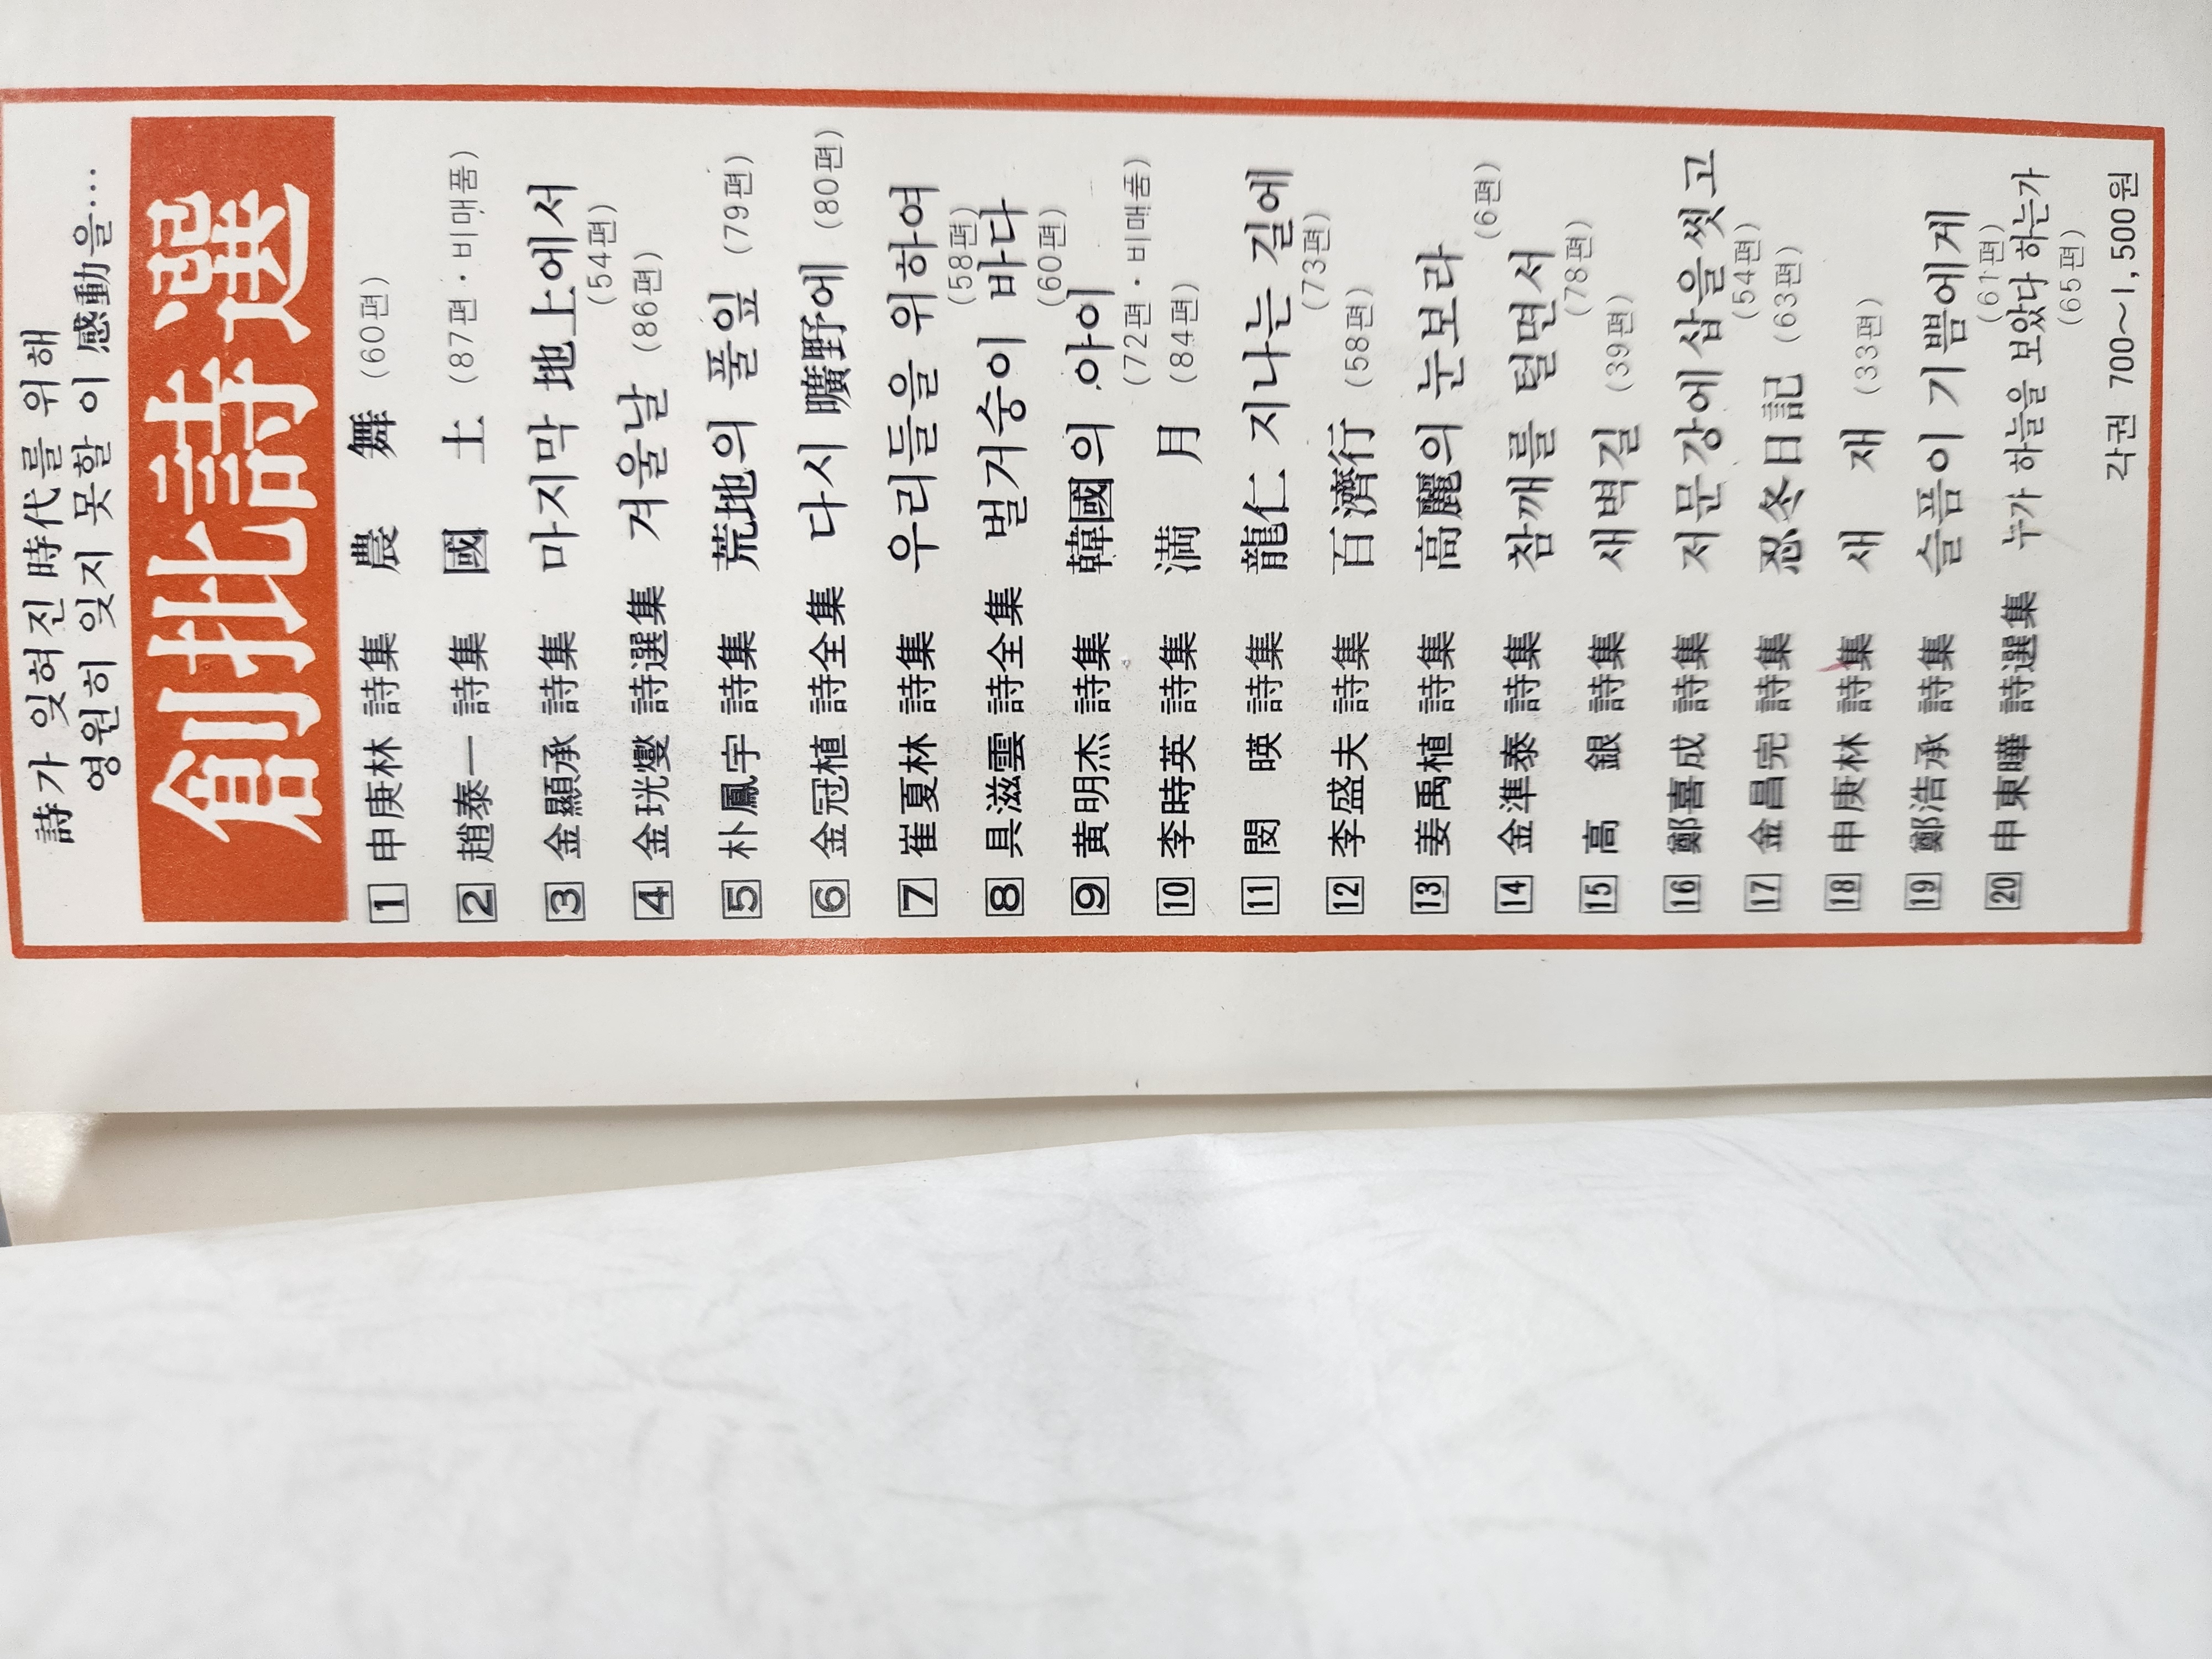 詩가 잊혀진 時代를 위해
영원히 잊지 못할 이 感動을…
創批詩選
1 申庚林 詩集 農舞 (60편)
2 趙泰一 詩集 國土 (87편·비매품)
3 金顯承 詩集 마지막 地上에서 (54편)
4 金珖燮 詩選集 겨울날 (86편)
5 朴鳳宇 詩集 荒地의 풀잎 (79편)
6 金冠植 詩全集 다시 曠野에 (80편)
7 崔夏林 詩集 우리들을 위하여 (58편)
8 具滋雲 詩全集 벌거숭이 바다 (60편)
9 黃明杰 詩集 韓國의 아이 (72편·비매품)
10 李時英 詩集 満月 (84편)
11 閔暎 詩集 龍仁 지나는 길에 (73편)
12 李盛夫 詩集 百濟行 (58편)
13 姜禹植 詩集 高麗의 눈보라 (6편)
14 金準泰 詩集 참깨를 털면서 (78편)
15 高銀 詩集 새벽길 (39편)
16 鄭喜成 詩集 저문 강에 삽을 씻고 (54편)
17 金昌完 詩集 忍冬日記 (63편)
18 申庚林 詩集 새재 (33편)
19 鄭浩承 詩集 슬픔이 기쁨에게 (61편)
20 申東曄 詩選集 누가 하늘을 보았다 하는가 (65편)
각권 700～1,500원